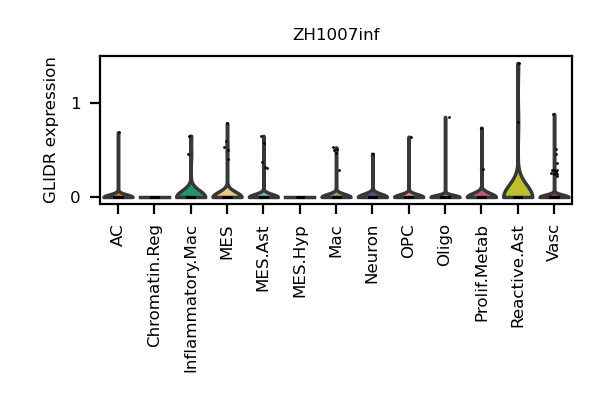 ZH1007inf
GLIDR expression
1
0
AC
Chromatin.Reg
Inflammatory.Mac
MES
MES.Ast
MES.Hyp
Mac
Neuron
OPC
Oligo
Prolif.Metab
Reactive.Ast
Vasc